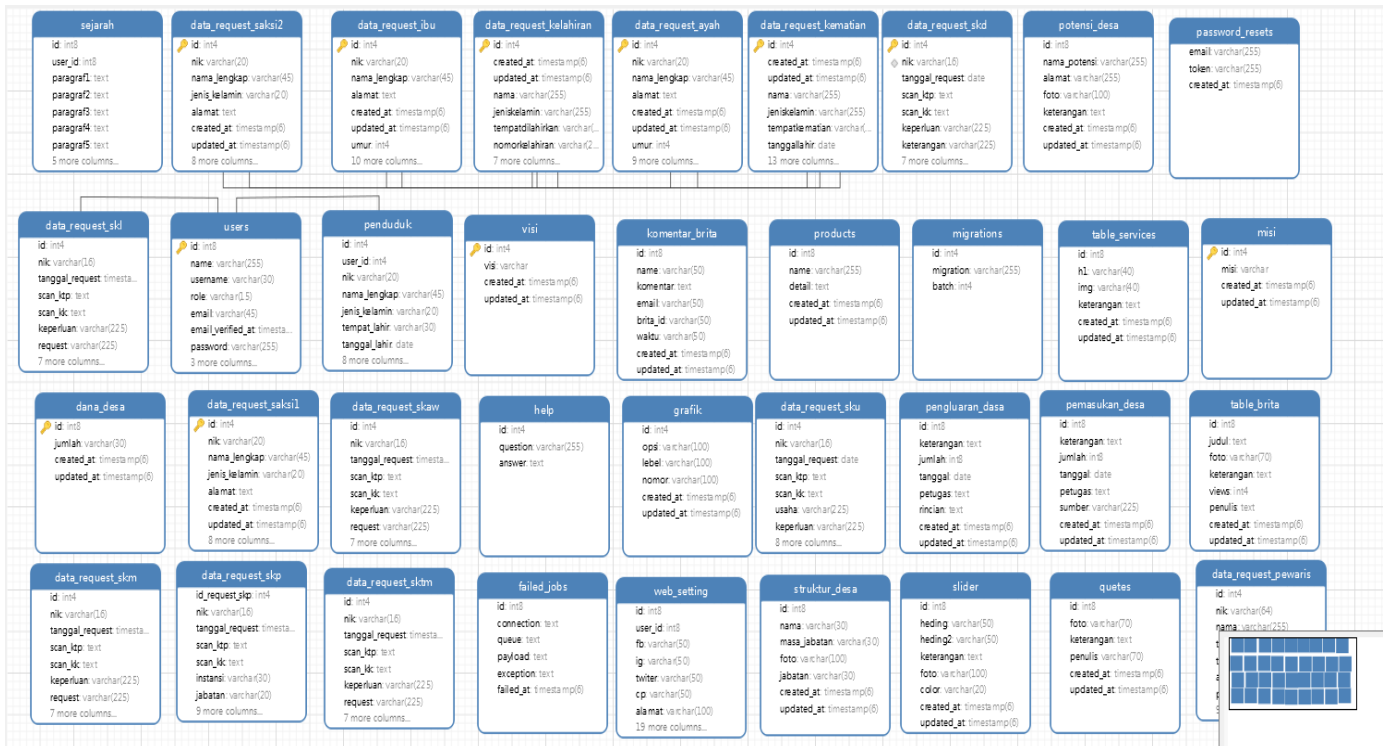 sejarah
id: int8
user_id: int8
paragraf1: text
paragraf2: text
paragraf3: text
paragraf4: text
paragraf5: text
5 more columns...
data_request_saksi2
id: int4
nik: varchar(20)
nama_lengkap: varchar(45)
jenis_kelamin: varchar(20)
alamat: text
created_at: timestamp(6)
updated_at: timestamp(6)
8 more columns...
data_request_ibu
id: int4
nik: varchar(20)
nama_lengkap: varchar(45)
alamat: text
created_at: timestamp(6)
updated_at: timestamp(6)
umur: int4
10 more columns...
data_request_kelahiran
id: int4
created_at: timestamp(6)
updated_at: timestamp(6)
nama: varchar(255)
jeniskelamin: varchar(255)
tempatdilahirkan: varchar(...
nomorkelahiran: varchar(2...
7 more columns...
data_request_ayah
id: int4
nik: varchar(20)
nama_lengkap: varchar(45)
alamat: text
created_at: timestamp(6)
updated_at: timestamp(6)
umur: int4
9 more columns...
data_request_kematian
id: int4
created_at: timestamp(6)
updated_at: timestamp(6)
nama: varchar(255)
jeniskelamin: varchar(255)
tempatkematian: varchar(...
tanggallahir: date
13 more columns...
data_request_skd
id: int4
nik: varchar(16)
tanggal_request: date
scan_ktp: text
scan_kk: text
keperluan: varchar(225)
keterangan: varchar(225)
7 more columns...
potensi_desa
id: int8
nama_potensi: varchar(255)
alamat: varchar(255)
foto: varchar(100)
keterangan: text
created_at: timestamp(6)
updated_at: timestamp(6)
password_resets
email: varchar(255)
token: varchar(255)
created_at: timestamp(6)
data_request_skl
id: int4
nik: varchar(16)
tanggal_request: timesta...
scan_ktp: text
scan_kk: text
keperluan: varchar(225)
request: varchar(225)
7 more columns...
users
id: int8
name: varchar(255)
username: varchar(30)
role: varchar(15)
email: varchar(45)
email_verified_at: timesta...
password: varchar(255)
3 more columns...
penduduk
id: int4
user_id: int4
nik: varchar(20)
nama_lengkap: varchar(45)
jenis_kelamin: varchar(20)
tempat_lahir: varchar(30)
tanggal_lahir: date
8 more columns...
visi
id: int4
visi: varchar
created_at: timestamp(6)
updated_at: timestamp(6)
komentar_brita
id: int8
name: varchar(50)
komentar: text
email: varchar(50)
brita_id: varchar(50)
waktu: varchar(50)
created_at: timestamp(6)
updated_at: timestamp(6)
products
id: int8
name: varchar(255)
detail: text
created_at: timestamp(6)
updated_at: timestamp(6)
migrations
id: int4
migration: varchar(255)
batch: int4
table_services
id: int8
h1: varchar(40)
img: varchar(40)
keterangan: text
created_at: timestamp(6)
updated_at: timestamp(6)
misi
id: int4
misi: varchar
created_at: timestamp(6)
updated_at: timestamp(6)
dana_desa
id: int8
jumlah: varchar(30)
created_at: timestamp(6)
updated_at: timestamp(6)
data_request_saksi1
id: int4
nik: varchar(20)
nama_lengkap: varchar(45)
jenis_kelamin: varchar(20)
alamat: text
created_at: timestamp(6)
updated_at: timestamp(6)
8 more columns...
data_request_skaw
id: int4
nik: varchar(16)
tanggal_request: timesta...
scan_ktp: text
scan_kk: text
keperluan: varchar(225)
request: varchar(225)
7 more columns...
help
id: int4
question: varchar(255)
answer: text
grafik
id: int4
opsi: varchar(100)
lebel: varchar(100)
nomor: varchar(100)
created_at: timestamp(6)
updated_at: timestamp(6)
data_request_sku
id: int4
nik: varchar(16)
tanggal_request: date
scan_ktp: text
scan_kk: text
usaha: varchar(225)
keperluan: varchar(225)
8 more columns...
pengluaran_dasa
id: int8
keterangan: text
jumlah: int8
tanggal: date
petugas: text
rincian: text
created_at: timestamp(6)
updated_at: timestamp(6)
pemasukan_desa
id: int8
keterangan: text
jumlah: int8
tanggal: date
petugas: text
sumber: varchar(225)
created_at: timestamp(6)
updated_at: timestamp(6)
table_brita
id: int8
judul: text
foto: varchar(70)
keterangan: text
views: int4
penulis: text
created_at: timestamp(6)
updated_at: timestamp(6)
data_request_skm
id: int4
nik: varchar(16)
tanggal_request: timesta...
scan_ktp: text
scan_kk: text
keperluan: varchar(225)
request: varchar(225)
7 more columns...
data_request_skp
id_request_skp: int4
nik: varchar(16)
tanggal_request: timesta...
scan_ktp: text
scan_kk: text
instansi: varchar(30)
jabatan: varchar(20)
9 more columns...
data_request_sktm
id: int4
nik: varchar(16)
tanggal_request: timesta...
scan_ktp: text
scan_kk: text
keperluan: varchar(225)
request: varchar(225)
7 more columns...
failed_jobs
id: int8
connection: text
queue: text
payload: text
exception: text
failed_at: timestamp(6)
web_setting
id: int8
user_id: int8
fb: varchar(50)
ig: varchar(50)
twiter: varchar(50)
cp: varchar(50)
alamat: varchar(100)
19 more columns...
struktur_desa
id: int8
nama: varchar(30)
masa_jabatan: varchar(30)
foto: varchar(100)
jabatan: varchar(30)
created_at: timestamp(6)
updated_at: timestamp(6)
slider
id: int8
heding: varchar(50)
heding2: varchar(50)
keterangan: text
foto: varchar(100)
color: varchar(20)
created_at: timestamp(6)
updated_at: timestamp(6)
quetes
id: int8
foto: varchar(70)
keterangan: text
penulis: varchar(70)
created_at: timestamp(6)
updated_at: timestamp(6)
data_request_pewaris
id: int4
nik: varchar(64)
nama: varchar(255)